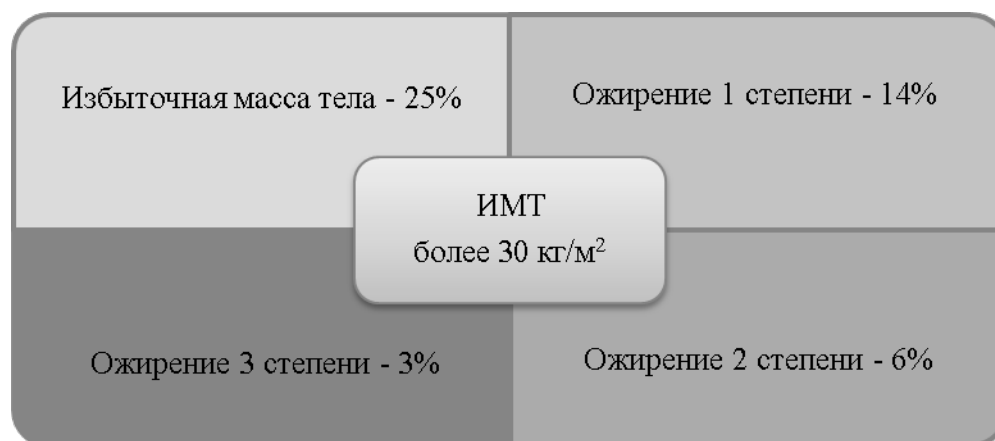 Избыточная масса тела - 25%
Ожирение 1 степени - 14%
ИМТ
более 30 кг/м²
Ожирение 3 степени - 3%
Ожирение 2 степени - 6%